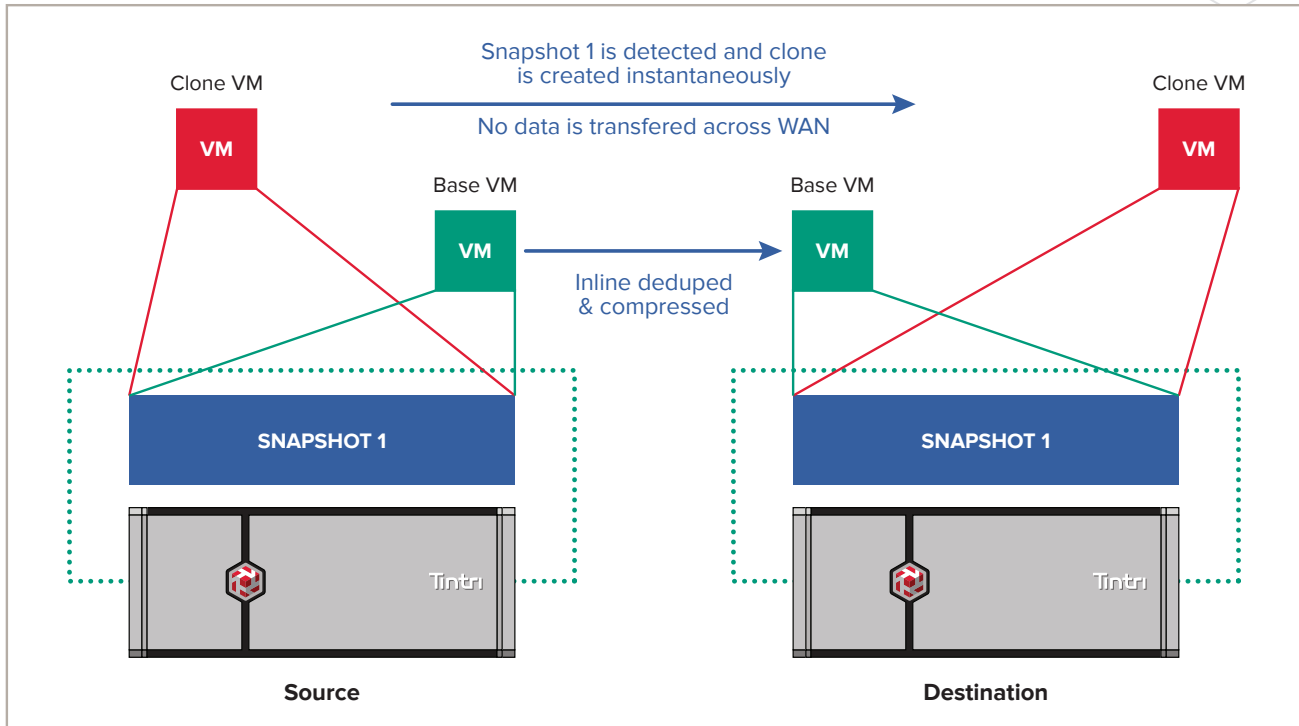 Snapshot 1 is detected and clone
is created instantaneously
Clone VM
Clone VM
No data is transfered across WAN
VM
VM
Base VM
Base VM
VM
VM
Inline deduped
& compressed
SNAPSHOT 1
SNAPSHOT 1
Tintri
Tintri
Source
Destination